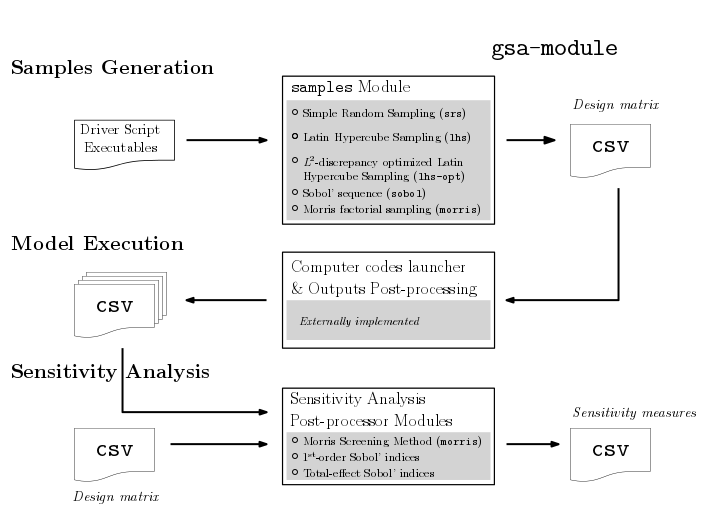 gsa-module
Samples Generation
samples Module
Driver Script
Executables
Simple Random Sampling (srs)
Latin Hypercube Sampling (lhs)
L²-discrepancy optimized Latin
Hypercube Sampling (lhs-opt)
Sobol' sequence (sobol)
Morris factorial sampling (morris)
Design matrix
CSV
Model Execution
CSV
Computer codes launcher
& Outputs Post-processing
Externally implemented
Sensitivity Analysis
CSV
Design matrix
Sensitivity Analysis
Post-processor Modules
Morris Screening Method (morris)
1st-order Sobol' indices
Total-effect Sobol' indices
Sensitivity measures
CSV